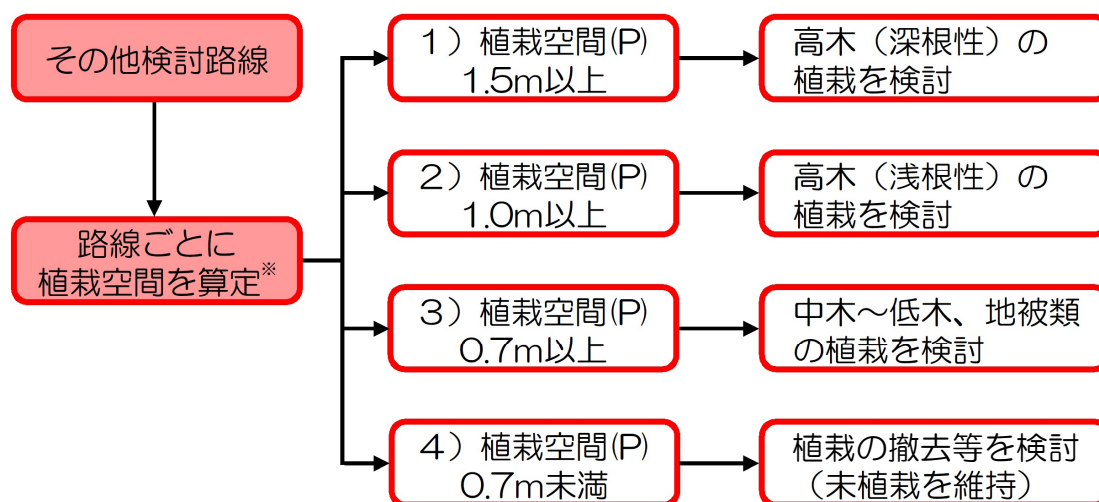 その他検討路線
路線ごとに
植栽空間を算定※
1）植栽空間(P)
1.5m以上
高木（深根性）の
植栽を検討
2）植栽空間(P)
1.0m以上
高木（浅根性）の
植栽を検討
3）植栽空間(P)
0.7m以上
中木～低木、地被類
の植栽を検討
4）植栽空間(P)
0.7m未満
植栽の撤去等を検討
（未植栽を維持）